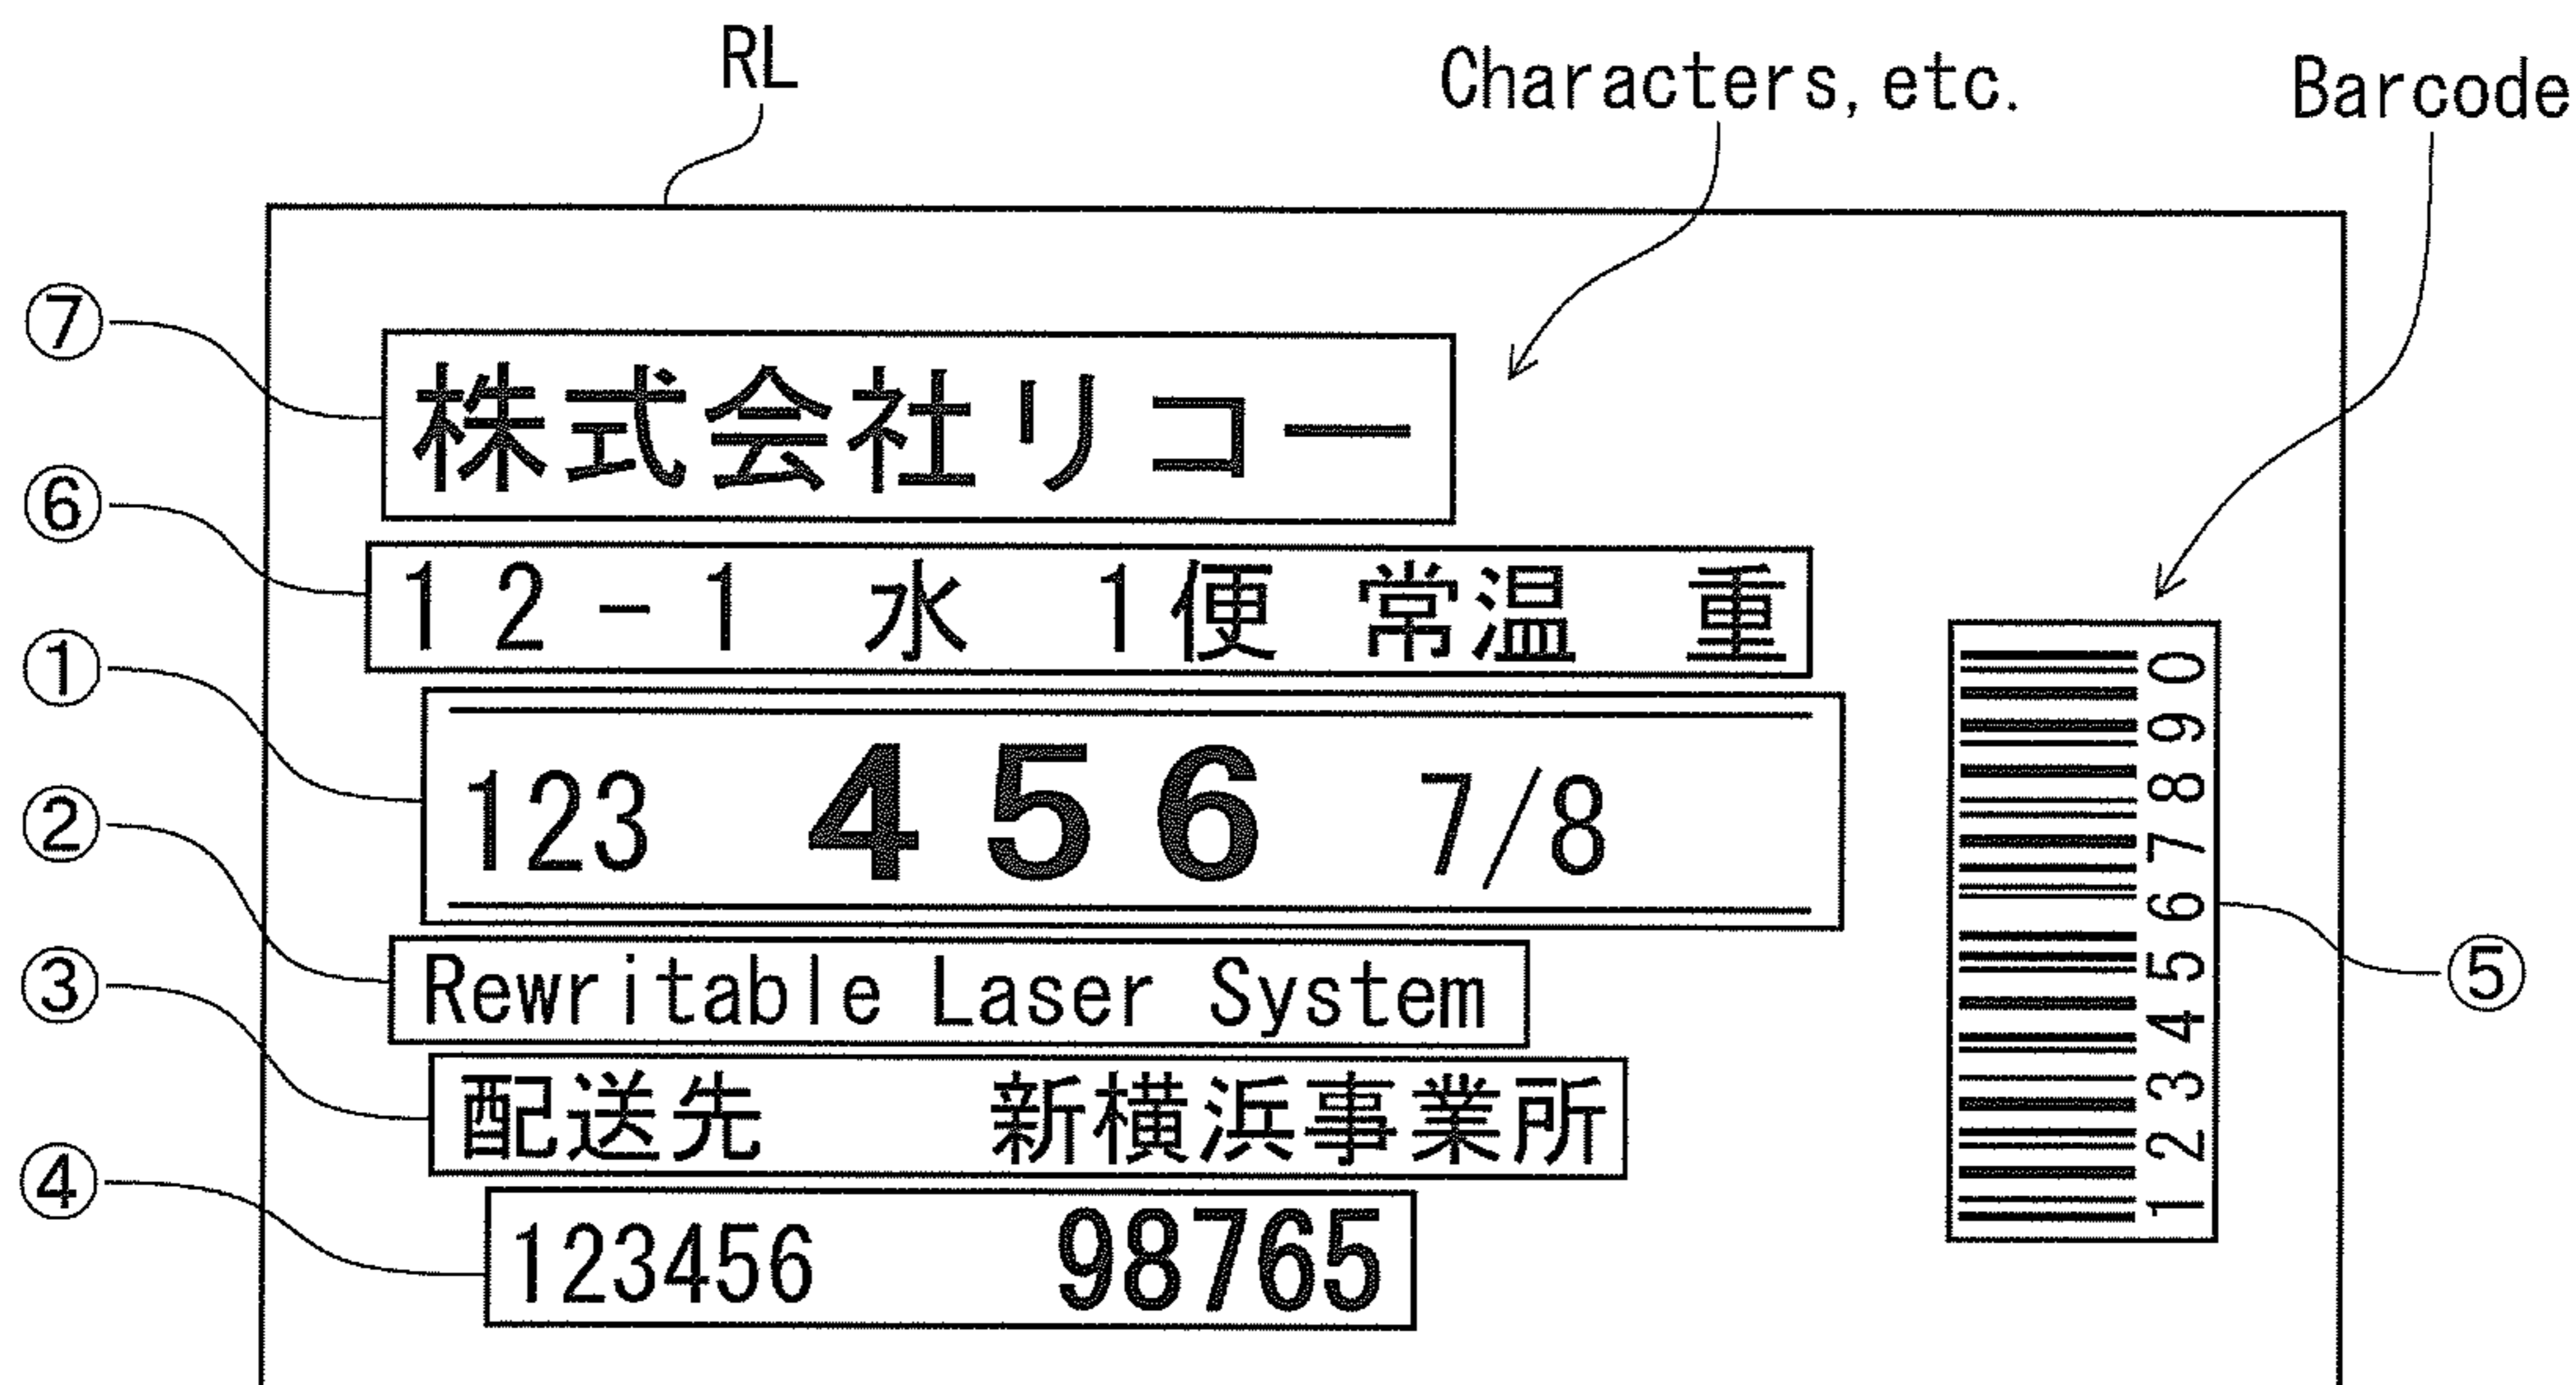 RL
Characters, etc.
Barcode
⑦
株式会社リコー
⑥
12-1 水 1便 常温 重
①
123 456 7/8
②
Rewritable Laser System
③
配送先 新横浜事業所
④
123456 98765
1234567890
⑤